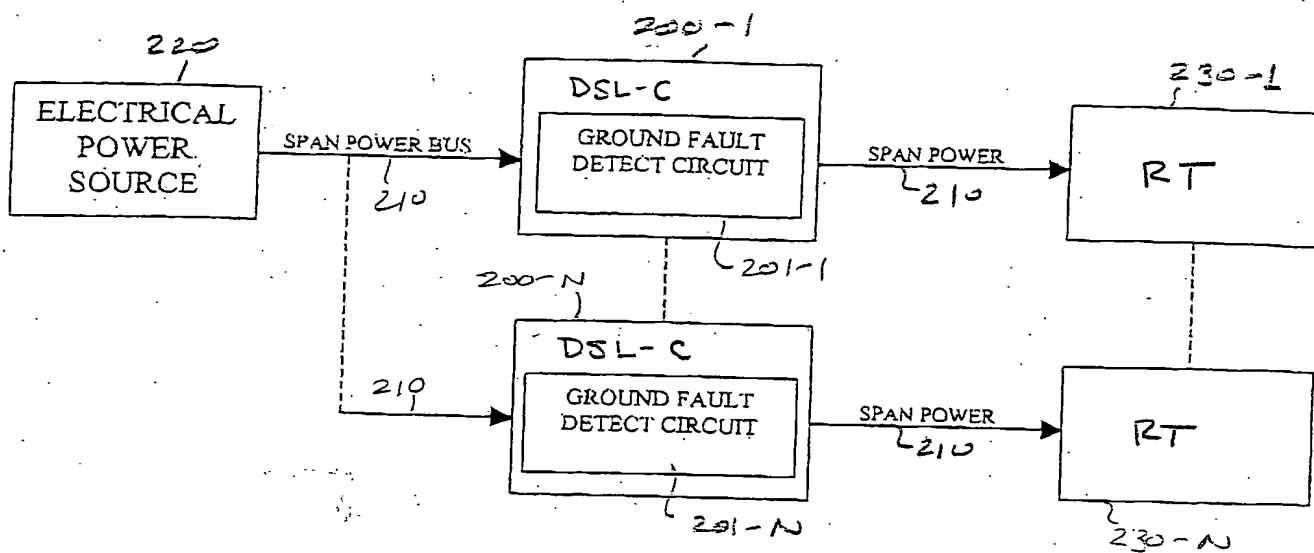 220
ELECTRICAL
POWER
SOURCE
SPAN POWER BUS
210
200-1
DSL-C
GROUND FAULT
DETECT CIRCUIT
201-1
SPAN POWER
210
230-1
RT
200-N
DSL-C
210
GROUND FAULT
DETECT CIRCUIT
201-N
SPAN POWER
210
RT
230-N